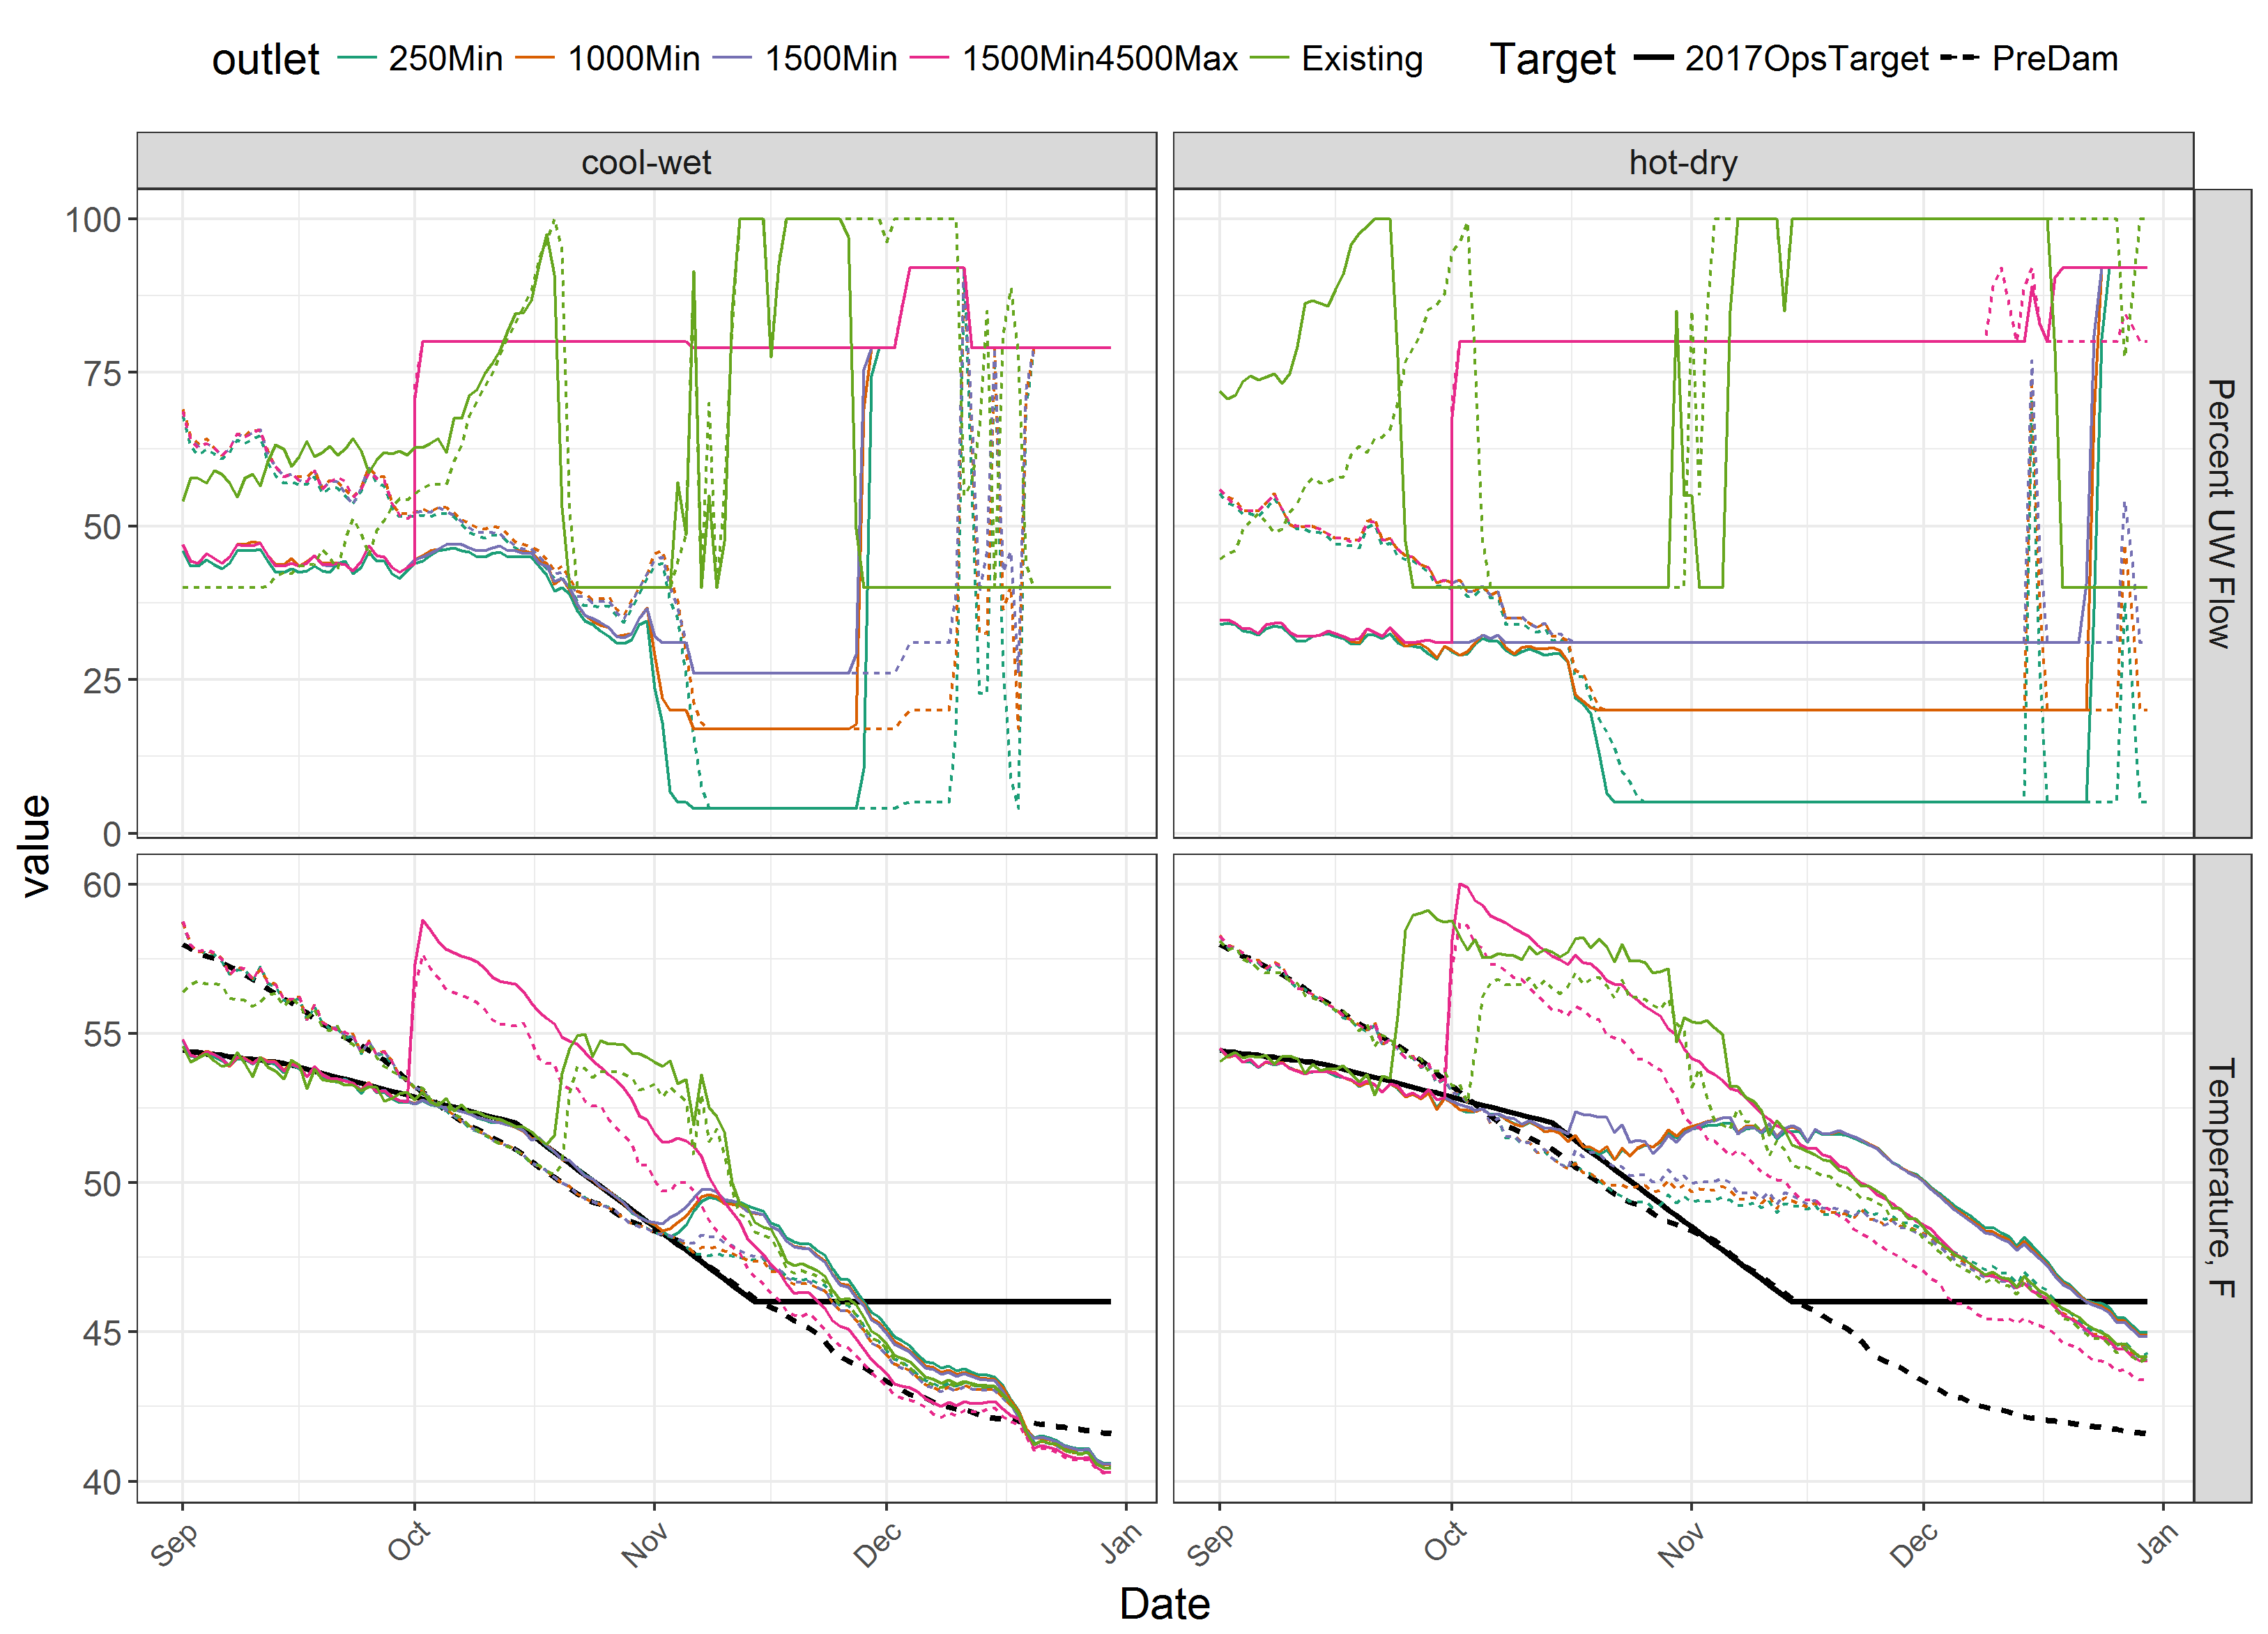 outlet 250Min 1000Min 1500Min 1500Min4500Max Existing Target 2017OpsTarget PreDam
cool-wet hot-dry
100
75
50
25
0
Percent UW Flow
value
60
55
50
45
40
Temperature, F
Sep Oct Nov Dec Jan Sep Oct Nov Dec Jan
Date